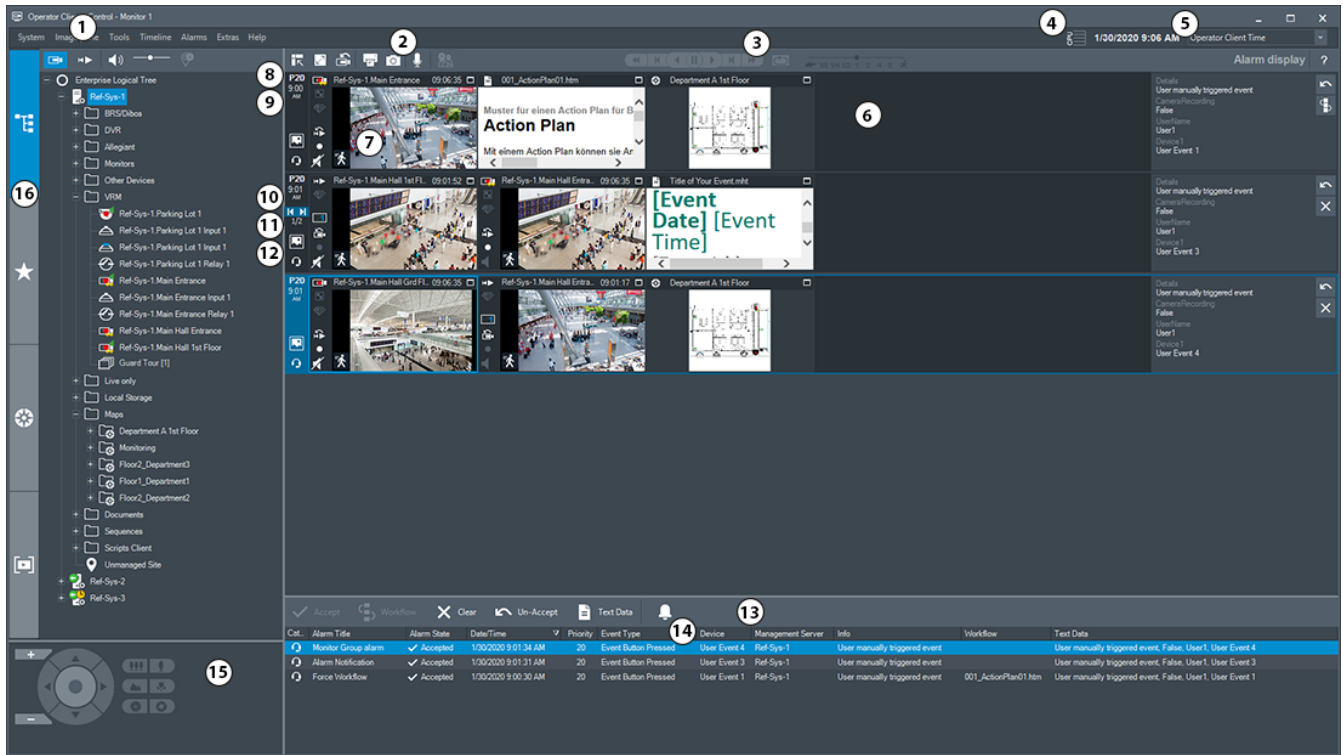 Operator Client Control - Monitor 1
System Image Pane Tools Timeline Alarms Extras Help
1
2
3
4
5
1/30/2020 9:06 AM Operator Client Time
Alarm display ?
Enterprise Logical Tree
Ref-Sys-1
BRS/Dibos
DVR
Allegiant
Monitors
Other Devices
VRM
Ref-Sys-1.Parking Lot 1
Ref-Sys-1.Parking Lot 1 Input 1
Ref-Sys-1.Parking Lot 1 Input 1
Ref-Sys-1.Parking Lot 1 Relay 1
Ref-Sys-1.Main Entrance
Ref-Sys-1.Main Entrance Input 1
Ref-Sys-1.Main Entrance Relay 1
Ref-Sys-1.Main Hall Entrance
Ref-Sys-1.Main Hall 1st Floor
Guard Tour [1]
Live only
Local Storage
Maps
Department A 1st Floor
Monitoring
Floor2_Department3
Floor1_Department1
Floor2_Department2
Documents
Sequences
Scripts Client
Unmanaged Site
Ref-Sys-2
Ref-Sys-3
16
8
9
10
11
12
P20
9:00
AM
Ref-Sys-1.Main Entrance 09:06:35
7
001_ActionPlan01.htm
Muster für einen Action Plan für B
Action Plan
Mit einem Action Plan können sie Ar
Department A 1st Floor
6
Details
User manually triggered event
CameraRecording
False
UserName
User1
Device1
User Event 1
P20
9:01
AM
1/2
Ref-Sys-1.Main Hall 1st Fl.. 09:01:52
Ref-Sys-1.Main Hall Entra.. 09:06:35
Title of Your Event.mht
[Event
Date] [Event
Time]
Details
User manually triggered event
CameraRecording
False
UserName
User1
Device1
User Event 3
P20
9:01
AM
Ref-Sys-1.Main Hall Grd Fl.. 09:06:35
Ref-Sys-1.Main Hall Entra.. 09:01:17
Department A 1st Floor
Details
User manually triggered event
CameraRecording
False
UserName
User1
Device1
User Event 4
Accept Workflow Clear Un-Accept Text Data
13
14
Cat.. Alarm Title Alarm State Date/Time Priority Event Type Device Management Server Info Workflow Text Data
Monitor Group alarm Accepted 1/30/2020 9:01:34 AM 20 Event Button Pressed User Event 4 Ref-Sys-1 User manually triggered event User manually triggered event, False, User1, User Event 4
Alarm Notification Accepted 1/30/2020 9:01:31 AM 20 Event Button Pressed User Event 3 Ref-Sys-1 User manually triggered event User manually triggered event, False, User1, User Event 3
Force Workflow Accepted 1/30/2020 9:00:30 AM 20 Event Button Pressed User Event 1 Ref-Sys-1 User manually triggered event 001_ActionPlan01.htm User manually triggered event, False, User1, User Event 1
15